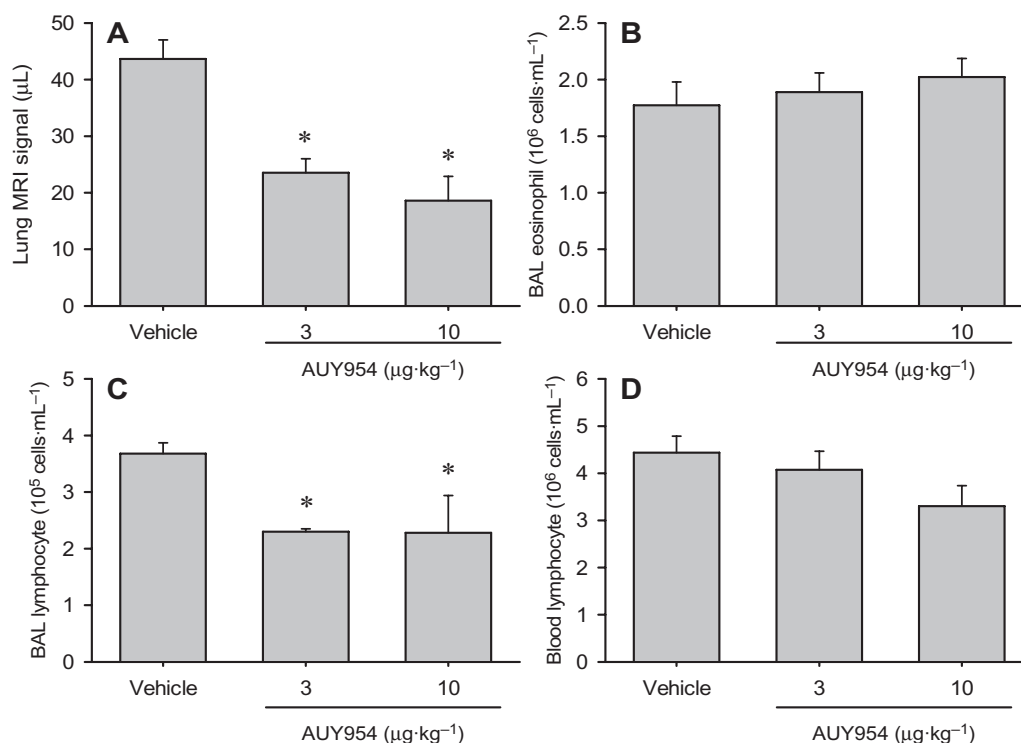 A
50
40
30
20
10
0
Lung MRI signal (μL)
*
*
Vehicle
3
10
AUY954 (μg·kg⁻¹)
B
2.5
2.0
1.5
1.0
0.5
0.0
BAL eosinophil (10⁶ cells·mL⁻¹)
Vehicle
3
10
AUY954 (μg·kg⁻¹)
C
5
4
3
2
1
0
BAL lymphocyte (10⁵ cells·mL⁻¹)
*
*
Vehicle
3
10
AUY954 (μg·kg⁻¹)
D
6
5
4
3
2
1
0
Blood lymphocyte (10⁶ cells·mL⁻¹)
Vehicle
3
10
AUY954 (μg·kg⁻¹)